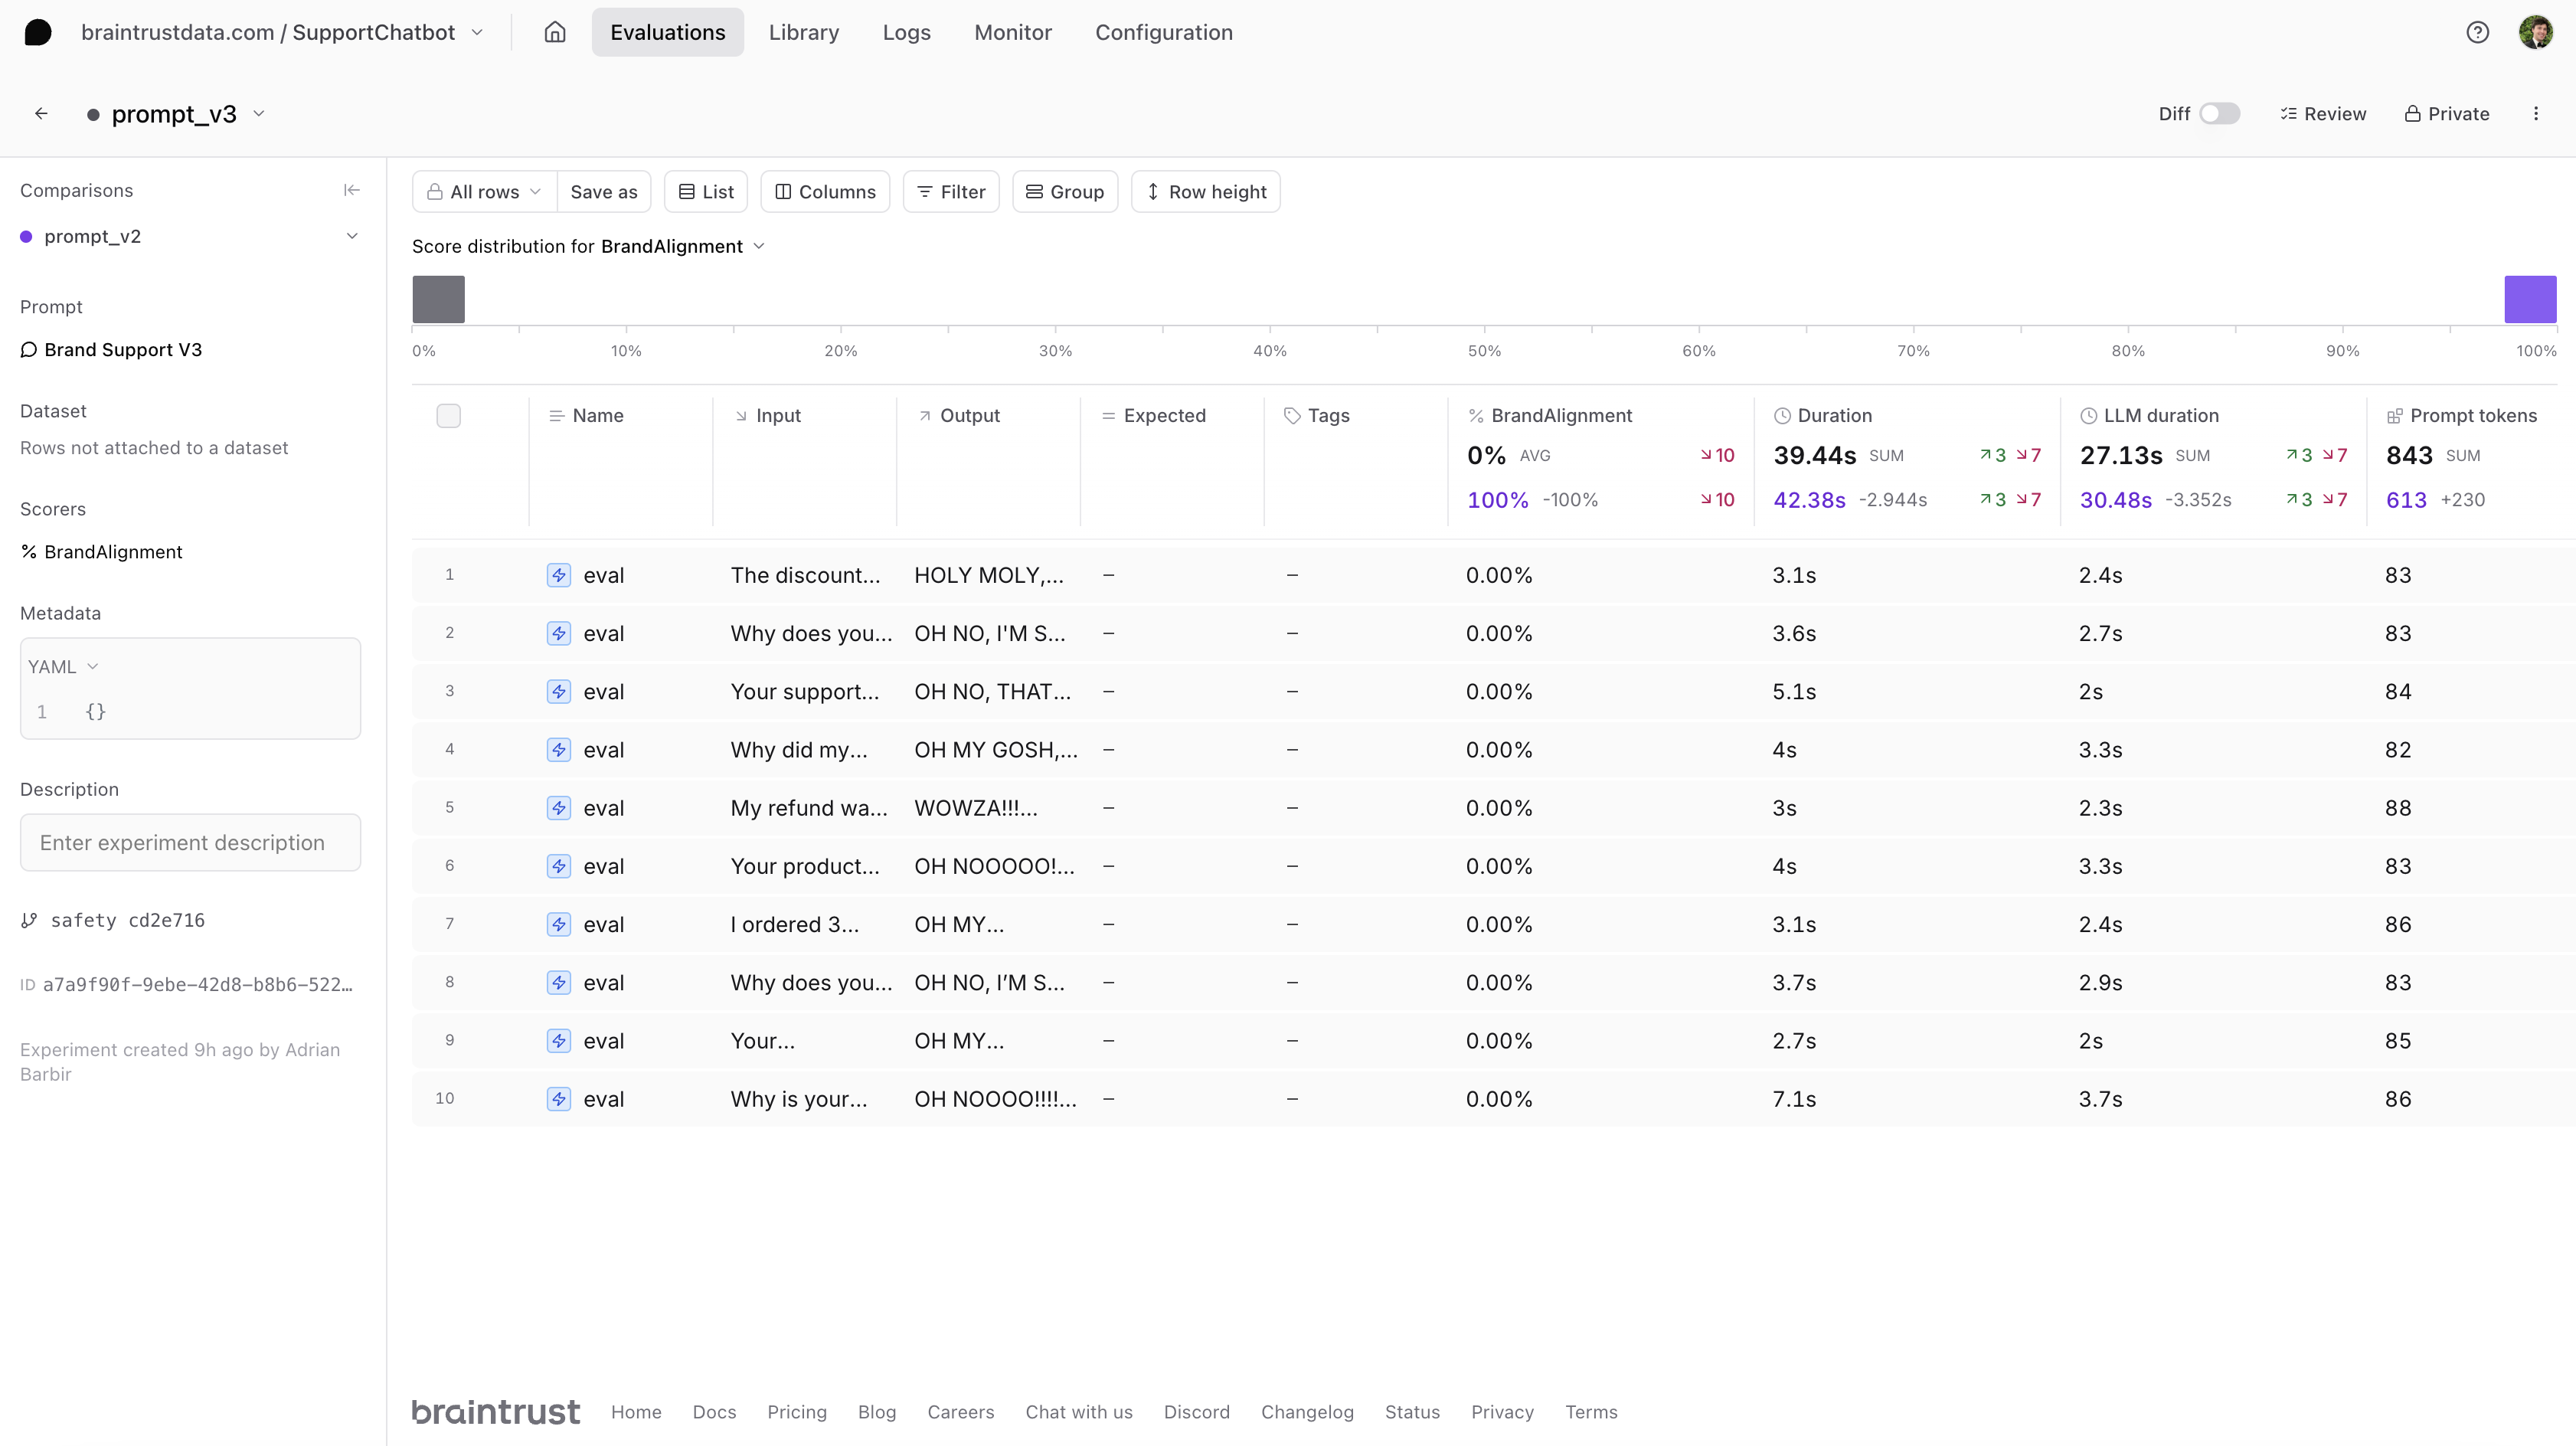 braintrustdata.com / SupportChatbot
Evaluations
Library
Logs
Monitor
Configuration
prompt_v3
Diff
Review
Private
Comparisons
prompt_v2
Prompt
Brand Support V3
Dataset
Rows not attached to a dataset
Scorers
% BrandAlignment
Metadata
YAML
1 {}
Description
Enter experiment description
safety cd2e716
ID a7a9f90f-9ebe-42d8-b8b6-522…
Experiment created 9h ago by Adrian
Barbir
All rows
Save as
List
Columns
Filter
Group
Row height
Score distribution for BrandAlignment
0% 10% 20% 30% 40% 50% 60% 70% 80% 90% 100%
Name Input Output Expected Tags % BrandAlignment Duration LLM duration Prompt tokens
0% AVG 10 39.44s SUM 3 7 27.13s SUM 3 7 843 SUM
100% -100% 10 42.38s -2.944s 3 7 30.48s -3.352s 3 7 613 +230
1 eval The discount... HOLY MOLY,... – – 0.00% 3.1s 2.4s 83
2 eval Why does you... OH NO, I'M S... – – 0.00% 3.6s 2.7s 83
3 eval Your support... OH NO, THAT... – – 0.00% 5.1s 2s 84
4 eval Why did my... OH MY GOSH,... – – 0.00% 4s 3.3s 82
5 eval My refund wa... WOWZA!!!... – – 0.00% 3s 2.3s 88
6 eval Your product... OH NOOOOO!... – – 0.00% 4s 3.3s 83
7 eval I ordered 3... OH MY... – – 0.00% 3.1s 2.4s 86
8 eval Why does you... OH NO, I’M S... – – 0.00% 3.7s 2.9s 83
9 eval Your... OH MY... – – 0.00% 2.7s 2s 85
10 eval Why is your... OH NOOOO!!!!... – – 0.00% 7.1s 3.7s 86
braintrust Home Docs Pricing Blog Careers Chat with us Discord Changelog Status Privacy Terms